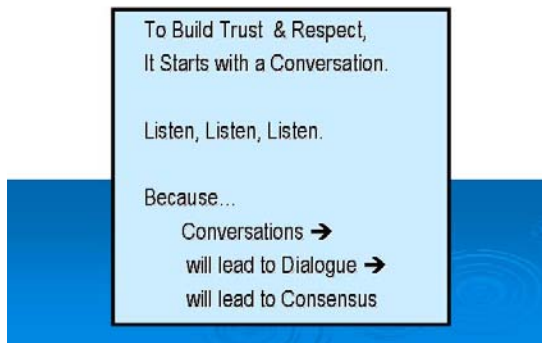 To Build Trust & Respect,
It Starts with a Conversation.
Listen, Listen, Listen.
Because...
Conversations ➔
will lead to Dialogue ➔
will lead to Consensus